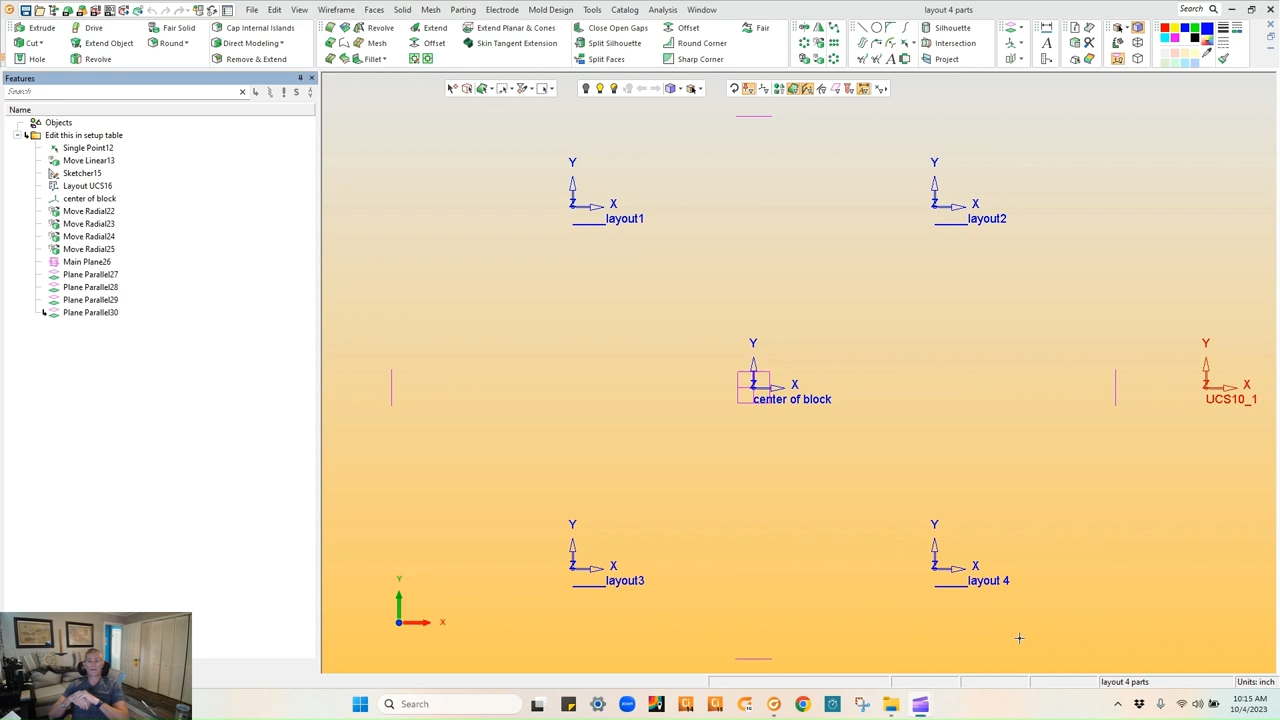 File Edit View Wireframe Faces Solid Mesh Parting Electrode Mold Design Tools Catalog Analysis Window
layout 4 parts
Search
Extrude Drive Fair Solid Cap Internal Islands Revolve Extend End Planar & Cones Close Open Gaps Offset Fair Silhouette
Cut Extend Object Round Direct Modeling Mesh Offset Tangent Extension Split Silhouette Round Corner Intersection
Hole Revolve Remove & Extend Fillet Split Faces Sharp Corner Project
Features
Search
Name
Objects
Edit this in setup table
Single Point12
Move Linear13
Sketcher15
Layout UCS16
center of block
Move Radial22
Move Radial23
Move Radial24
Move Radial25
Main Plane26
Plane Parallel27
Plane Parallel28
Plane Parallel29
Plane Parallel30
Y Y
Z X Z X
layout1 layout2
Y Y
Z X Z X
center of block UCS10_1
Y Y
Z X Z X
layout3 layout 4
Y
X
layout 4 parts
Units: inch
Search
10:15 AM
10/4/2023